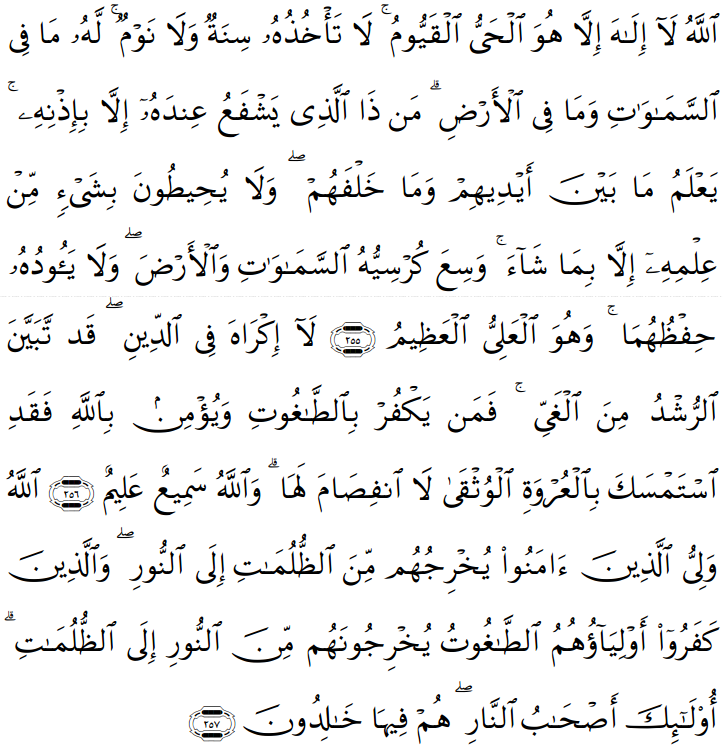 ٱللَّهُ لَآ إِلَـٰهَ إِلَّا هُوَ ٱلْحَىُّ ٱلْقَيُّومُ ۚ لَا تَأْخُذُهُۥ سِنَةٌ وَلَا نَوْمٌ ۚ لَّهُۥ مَا فِى
ٱلسَّمَـٰوَٰتِ وَمَا فِى ٱلْأَرْضِ ۗ مَن ذَا ٱلَّذِى يَشْفَعُ عِندَهُۥٓ إِلَّا بِإِذْنِهِۦ ۚ
يَعْلَمُ مَا بَيْنَ أَيْدِيهِمْ وَمَا خَلْفَهُمْ ۖ وَلَا يُحِيطُونَ بِشَىْءٍ مِّنْ
عِلْمِهِۦٓ إِلَّا بِمَا شَآءَ ۚ وَسِعَ كُرْسِيُّهُ ٱلسَّمَـٰوَٰتِ وَٱلْأَرْضَ ۖ وَلَا يَـُٔودُهُۥ
حِفْظُهُمَا ۚ وَهُوَ ٱلْعَلِىُّ ٱلْعَظِيمُ ٢٥٥ لَآ إِكْرَاهَ فِى ٱلدِّينِ ۖ قَد تَّبَيَّنَ
ٱلرُّشْدُ مِنَ ٱلْغَىِّ ۚ فَمَن يَكْفُرْ بِٱلطَّـٰغُوتِ وَيُؤْمِنۢ بِٱللَّهِ فَقَدِ
ٱسْتَمْسَكَ بِٱلْعُرْوَةِ ٱلْوُثْقَىٰ لَا ٱنفِصَامَ لَهَا ۗ وَٱللَّهُ سَمِيعٌ عَلِيمٌ ٢٥٦ ٱللَّهُ
وَلِىُّ ٱلَّذِينَ ءَامَنُوا۟ يُخْرِجُهُم مِّنَ ٱلظُّلُمَـٰتِ إِلَى ٱلنُّورِ ۖ وَٱلَّذِينَ
كَفَرُوٓا۟ أَوْلِيَآؤُهُمُ ٱلطَّـٰغُوتُ يُخْرِجُونَهُم مِّنَ ٱلنُّورِ إِلَى ٱلظُّلُمَـٰتِ ۗ
أُو۟لَـٰٓئِكَ أَصْحَـٰبُ ٱلنَّارِ ۖ هُمْ فِيهَا خَـٰلِدُونَ ٢٥٧